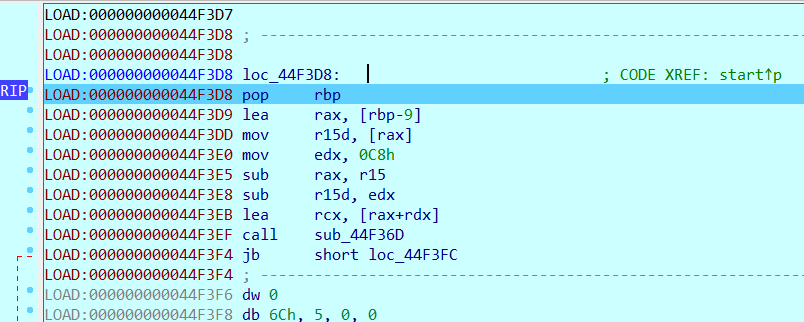 LOAD:000000000044F3D7
LOAD:000000000044F3D8 ; ---------------------------------------------------------------------------
LOAD:000000000044F3D8
LOAD:000000000044F3D8 loc_44F3D8: ; CODE XREF: start↑p
RIP LOAD:000000000044F3D8 pop rbp
LOAD:000000000044F3D9 lea rax, [rbp-9]
LOAD:000000000044F3DD mov r15d, [rax]
LOAD:000000000044F3E0 mov edx, 0C8h
LOAD:000000000044F3E5 sub rax, r15
LOAD:000000000044F3E8 sub r15d, edx
LOAD:000000000044F3EB lea rcx, [rax+rdx]
LOAD:000000000044F3EF call sub_44F36D
LOAD:000000000044F3F4 jb short loc_44F3FC
LOAD:000000000044F3F4 ; ---------------------------------------------------------------------------
LOAD:000000000044F3F6 dw 0
LOAD:000000000044F3F8 db 6Ch, 5, 0, 0